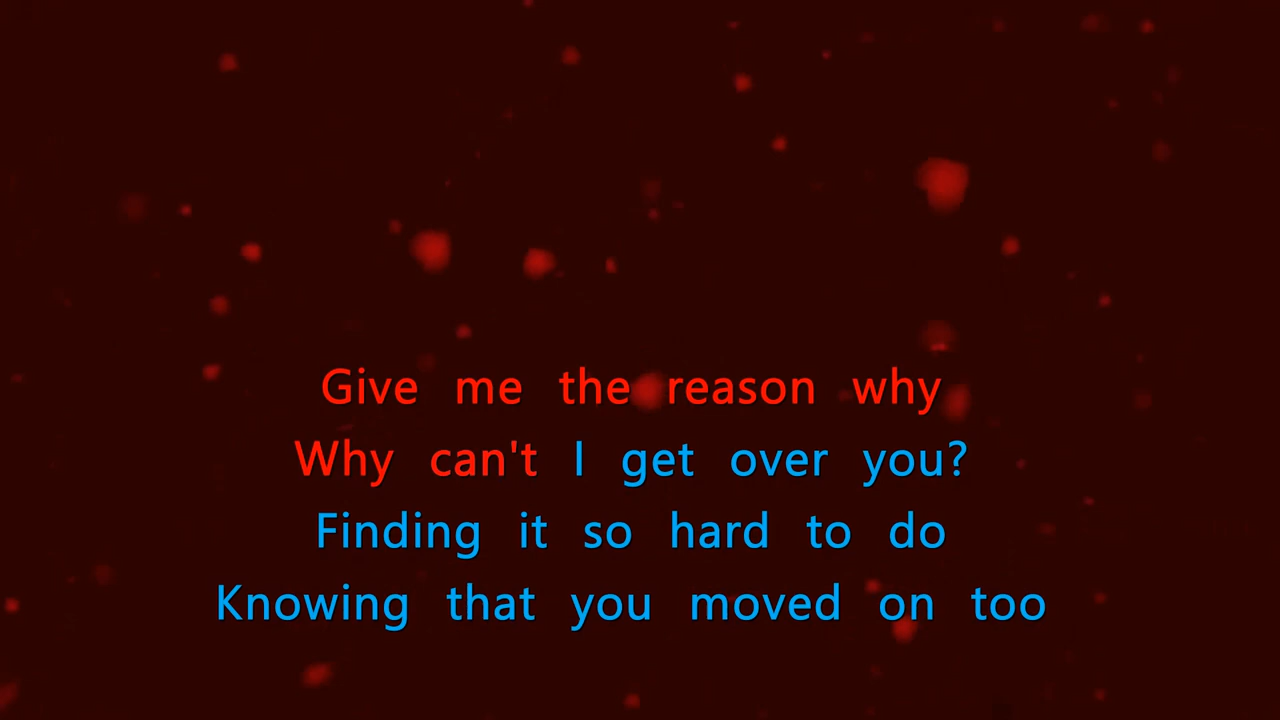 Give me the reason why
Why can't I get over you?
Finding it so hard to do
Knowing that you moved on too